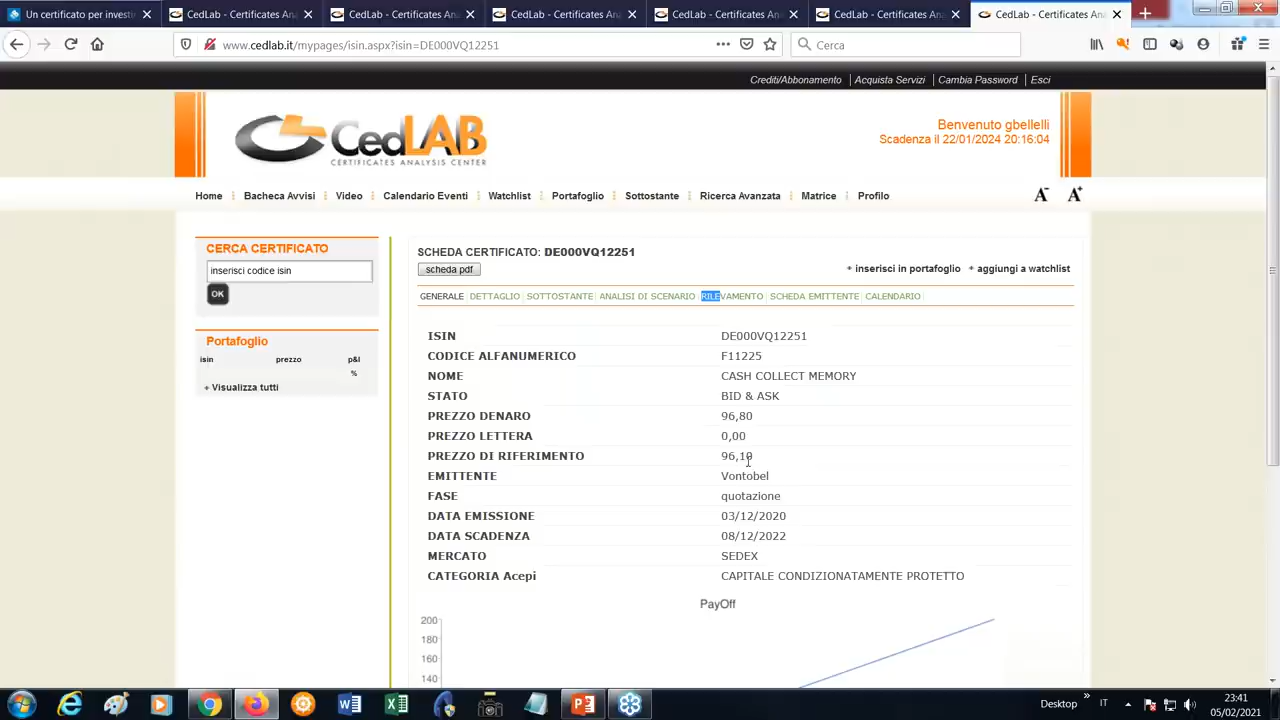 Un certificato per investi
CedLab - Certificates Analy
CedLab - Certificates Ana
CedLab - Certificates Ana
CedLab - Certificates Ana
CedLab - Certificates Ana
CedLab - Certificates Ana
www.cedlab.it/mypages/isin.aspx?isin=DE000VQ12251
Cerca
Crediti/Abbonamento | Acquista Servizi | Cambia Password | Esci
CedLAB
CERTIFICATES ANALYSIS CENTER
Benvenuto gbellelli
Scadenza il 22/01/2024 20:16:04
Home Bacheca Avvisi Video Calendario Eventi Watchlist Portafoglio Sottostante Ricerca Avanzata Matrice Profilo
A- A+
CERCA CERTIFICATO
inserisci codice isin
OK
Portafoglio
isin prezzo p&l
%
+ Visualizza tutti
SCHEDA CERTIFICATO: DE000VQ12251
scheda pdf
+ inserisci in portafoglio + aggiungi a watchlist
GENERALE DETTAGLIO SOTTOSTANTE ANALISI DI SCENARIO RILEVAMENTO SCHEDA EMITTENTE CALENDARIO
ISIN DE000VQ12251
CODICE ALFANUMERICO F11225
NOME CASH COLLECT MEMORY
STATO BID & ASK
PREZZO DENARO 96,80
PREZZO LETTERA 0,00
PREZZO DI RIFERIMENTO 96,10
EMITTENTE Vontobel
FASE quotazione
DATA EMISSIONE 03/12/2020
DATA SCADENZA 08/12/2022
MERCATO SEDEX
CATEGORIA Acepi CAPITALE CONDIZIONATAMENTE PROTETTO
PayOff
200
180
160
140
Desktop
IT
23:41
05/02/2021